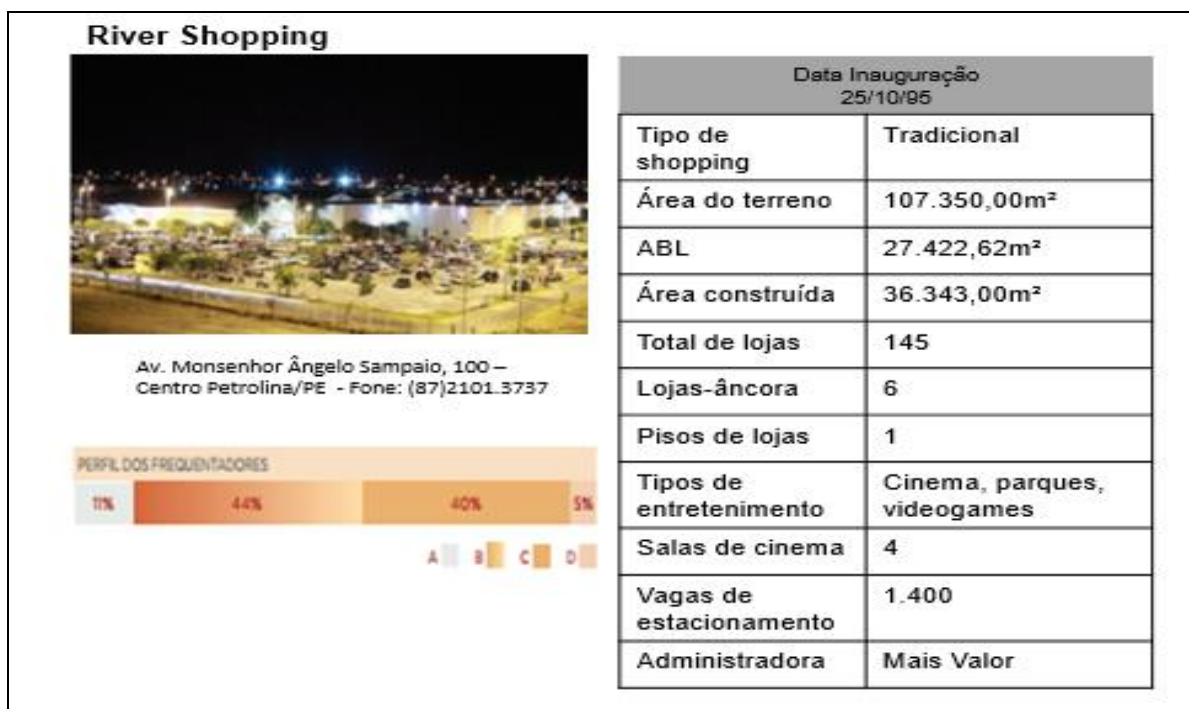 River Shopping
Av. Monsenhor Ângelo Sampaio, 100 –
Centro Petrolina/PE - Fone: (87)2101.3737
PERFIL DOS FREQUENTADORES
11% 44% 40% 5%
A B C D
Data Inauguração
25/10/95
Tipo de
shopping
Tradicional
Área do terreno
107.350,00m²
ABL
27.422,62m²
Área construída
36.343,00m²
Total de lojas
145
Lojas-âncora
6
Pisos de lojas
1
Tipos de
entretenimento
Cinema, parques,
videogames
Salas de cinema
4
Vagas de
estacionamento
1.400
Administradora
Mais Valor